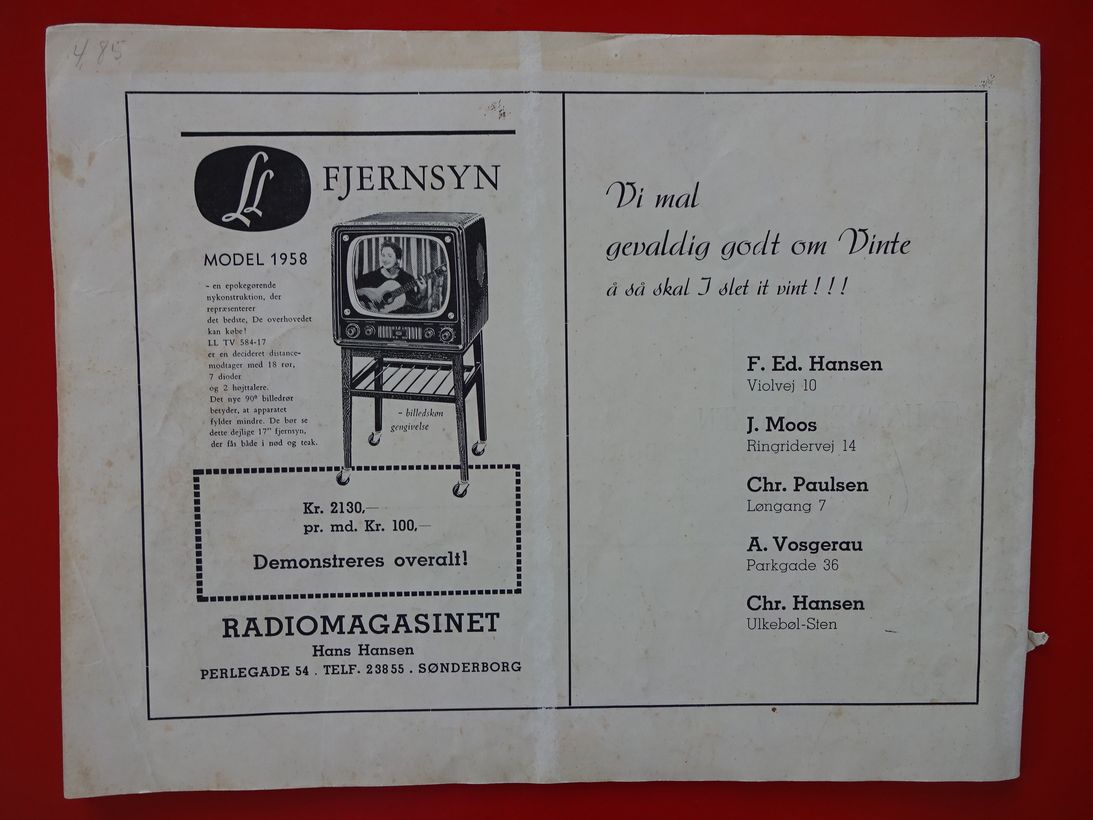 4,85
LL
FJERNSYN
MODEL 1958
- en epokegørende
nykonstruktion, der
repræsenterer
det bedste, De overhovedet
kan købe!
LL TV 584-17
er en decideret distance-
modtager med 18 rør,
7 dioder
og 2 højttalere.
Det nye 90° billedrør
betyder, at apparatet
fylder mindre. De bør se
dette dejlige 17" fjernsyn,
der fås både i nød og teak.
- billedskøn
gengivelse
Kr. 2130,—
pr. md. Kr. 100,—
Demonstreres overalt!
RADIOMAGASINET
Hans Hansen
PERLEGADE 54 . TELF. 23855 . SØNDERBORG
Vi mal
gevaldig godt om Vinte
å så skal I slet it vint ! ! !
F. Ed. Hansen
Violvej 10
J. Moos
Ringridervej 14
Chr. Paulsen
Løngang 7
A. Vosgerau
Parkgade 36
Chr. Hansen
Ulkebøl-Sten